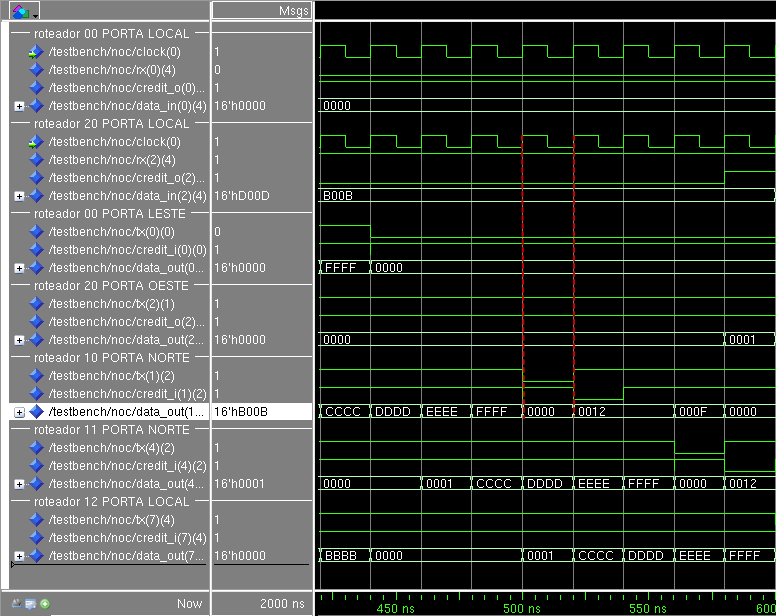 Msgs
roteador 00 PORTA LOCAL
/testbench/noc/clock(0) 1
/testbench/noc/rx(0)(4) 0
/testbench/noc/credit_o(0)... 1
/testbench/noc/data_in(0)(4) 16'h0000 0000
roteador 20 PORTA LOCAL
/testbench/noc/clock(0) 1
/testbench/noc/rx(2)(4) 1
/testbench/noc/credit_o(2)... 1
/testbench/noc/data_in(2)(4) 16'hD00D B00B
roteador 00 PORTA LESTE
/testbench/noc/tx(0)(0) 0
/testbench/noc/credit_i(0)(0) 1
/testbench/noc/data_out(0... 16'h0000 FFFF 0000
roteador 20 PORTA OESTE
/testbench/noc/tx(2)(1) 1
/testbench/noc/credit_o(2)... 1
/testbench/noc/data_out(2... 16'h0000 0000 0001
roteador 10 PORTA NORTE
/testbench/noc/tx(1)(2) 1
/testbench/noc/credit_i(1)(2) 1
/testbench/noc/data_out(1... 16'hB00B CCCC DDDD EEEE FFFF 0000 0012 000F 0000
roteador 11 PORTA NORTE
/testbench/noc/tx(4)(2) 1
/testbench/noc/credit_i(4)(2) 1
/testbench/noc/data_out(4... 16'h0001 0000 0001 CCCC DDDD EEEE FFFF 0000 0012
roteador 12 PORTA LOCAL
/testbench/noc/tx(7)(4) 1
/testbench/noc/credit_i(7)(4) 1
/testbench/noc/data_out(7... 16'h0000 BBBB 0000 0001 CCCC DDDD EEEE FFFF
Now 2000 ns 450 ns 500 ns 550 ns 600